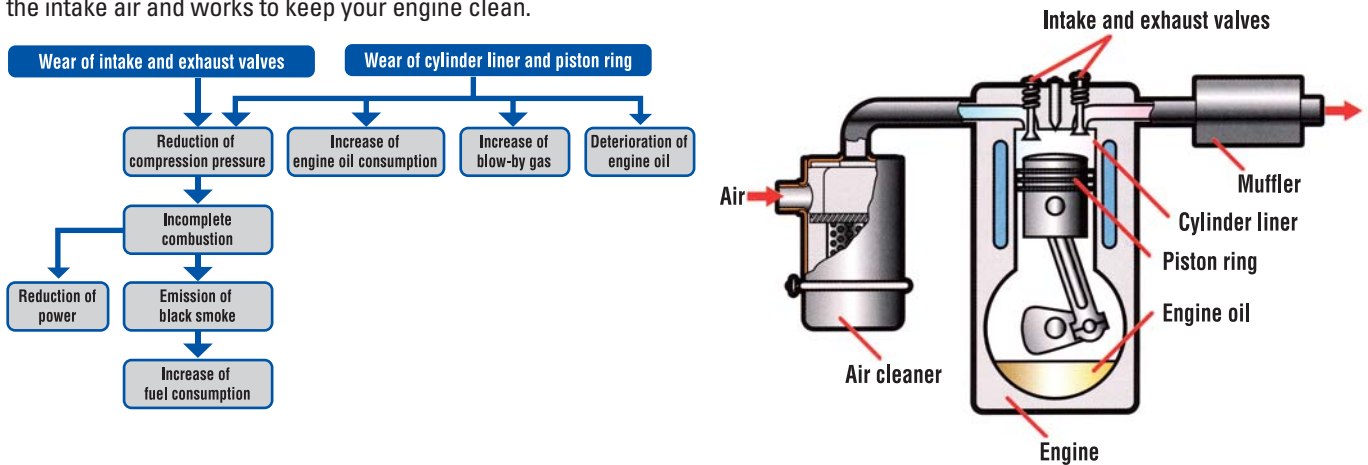 the intake air and works to keep your engine clean.
Wear of intake and exhaust valves
Wear of cylinder liner and piston ring
Reduction of
compression pressure
Increase of
engine oil consumption
Increase of
blow-by gas
Deterioration of
engine oil
Incomplete
combustion
Reduction of
power
Emission of
black smoke
Increase of
fuel consumption
Intake and exhaust valves
Air
Muffler
Cylinder liner
Piston ring
Engine oil
Air cleaner
Engine